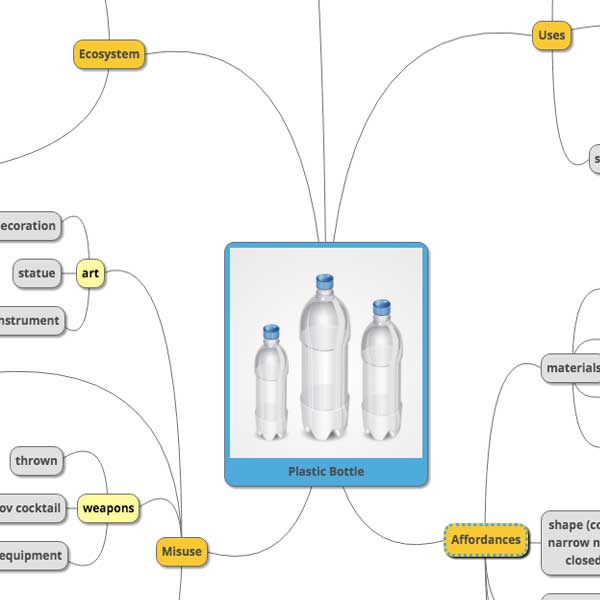 Ecosystem
Uses
s
ecoration
statue
art
nstrument
materials
Plastic Bottle
thrown
ov cocktail
weapons
equipment
Misuse
Affordances
shape (co
narrow n
closed